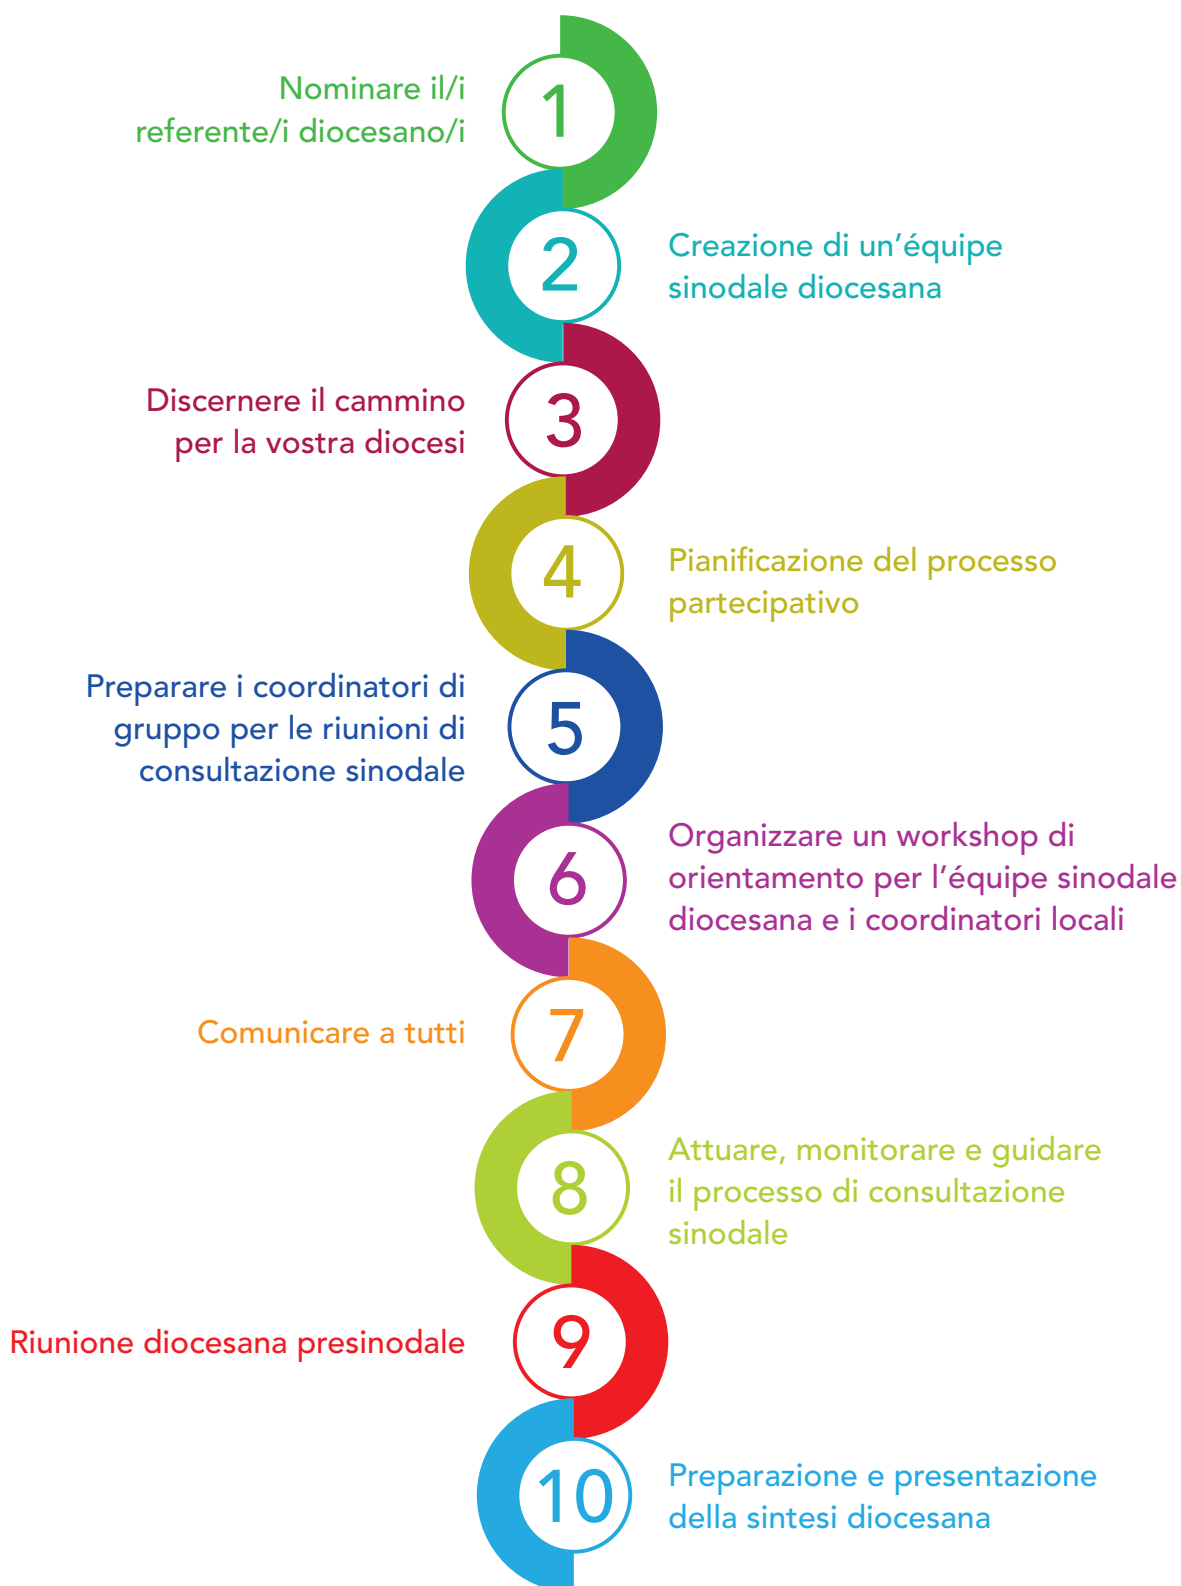 1
Nominare il/i
referente/i diocesano/i
2
Creazione di un’équipe
sinodale diocesana
3
Discernere il cammino
per la vostra diocesi
4
Pianificazione del processo
partecipativo
5
Preparare i coordinatori di
gruppo per le riunioni di
consultazione sinodale
6
Organizzare un workshop di
orientamento per l’équipe sinodale
diocesana e i coordinatori locali
7
Comunicare a tutti
8
Attuare, monitorare e guidare
il processo di consultazione
sinodale
9
Riunione diocesana presinodale
10
Preparazione e presentazione
della sintesi diocesana